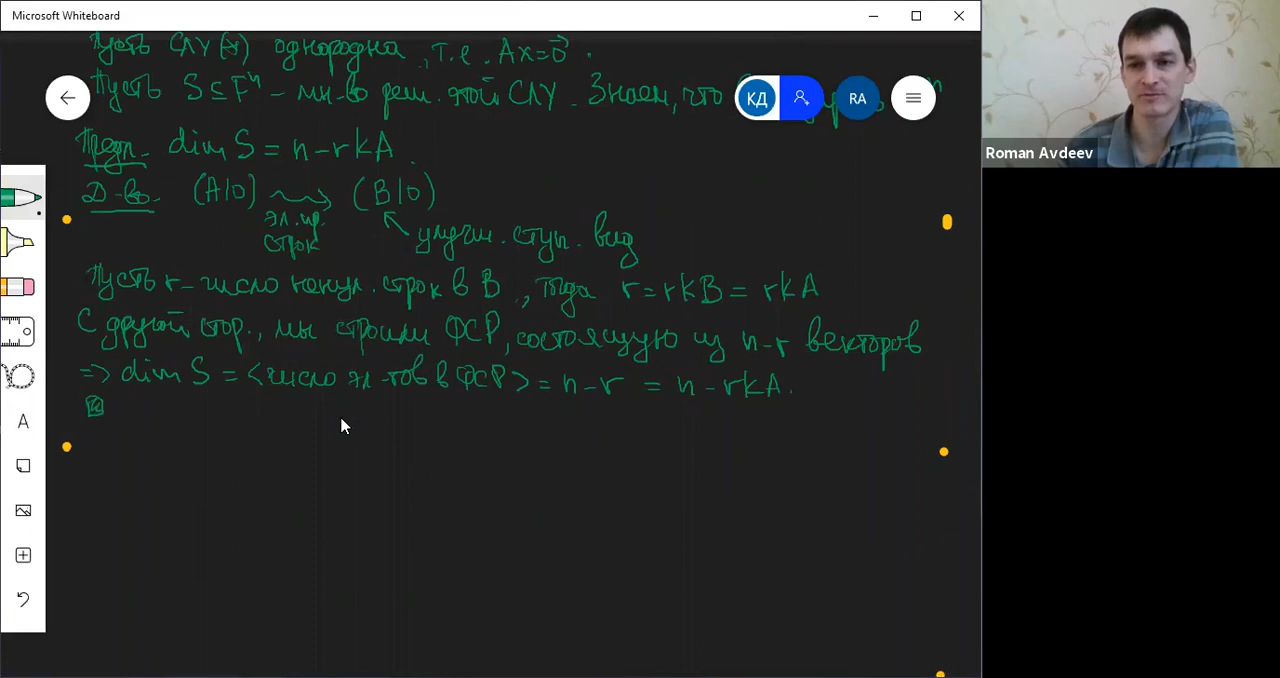 Microsoft Whiteboard
Пусть СЛУ (*) однородна, т.е. Ax=0⃗.
Пусть S ⊆ Fⁿ – мн-во реш. этой СЛУ. Знаем, что
КД
RA
Предл. dim S = n – rk A.
Roman Avdeev
Д-во. (A|0) ⇝ (B|0)
эл. пр. строк
улучш. ступ. вид
Пусть r – число ненул. строк в B, тогда r = rk B = rk A
С другой стор., мы строили ФСР, состоящую из n–r векторов
=> dim S = <число эл-тов в ФСР> = n – r = n – rk A.
A